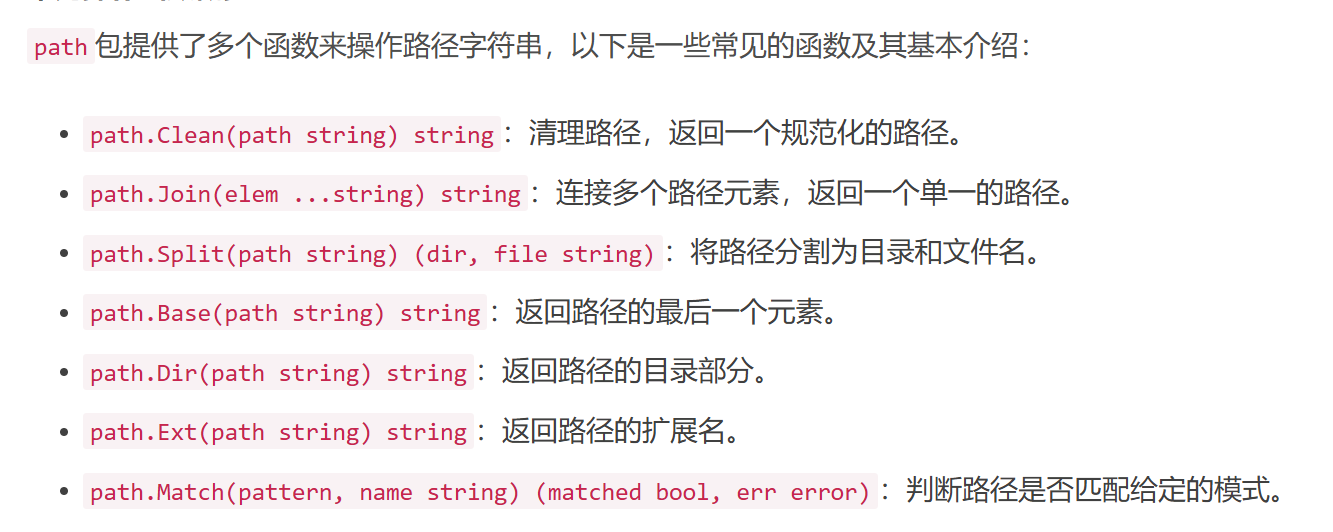 path包提供了多个函数来操作路径字符串，以下是一些常见的函数及其基本介绍：
• path.Clean(path string) string：清理路径，返回一个规范化的路径。
• path.Join(elem ...string) string：连接多个路径元素，返回一个单一的路径。
• path.Split(path string) (dir, file string)：将路径分割为目录和文件名。
• path.Base(path string) string：返回路径的最后一个元素。
• path.Dir(path string) string：返回路径的目录部分。
• path.Ext(path string) string：返回路径的扩展名。
• path.Match(pattern, name string) (matched bool, err error)：判断路径是否匹配给定的模式。